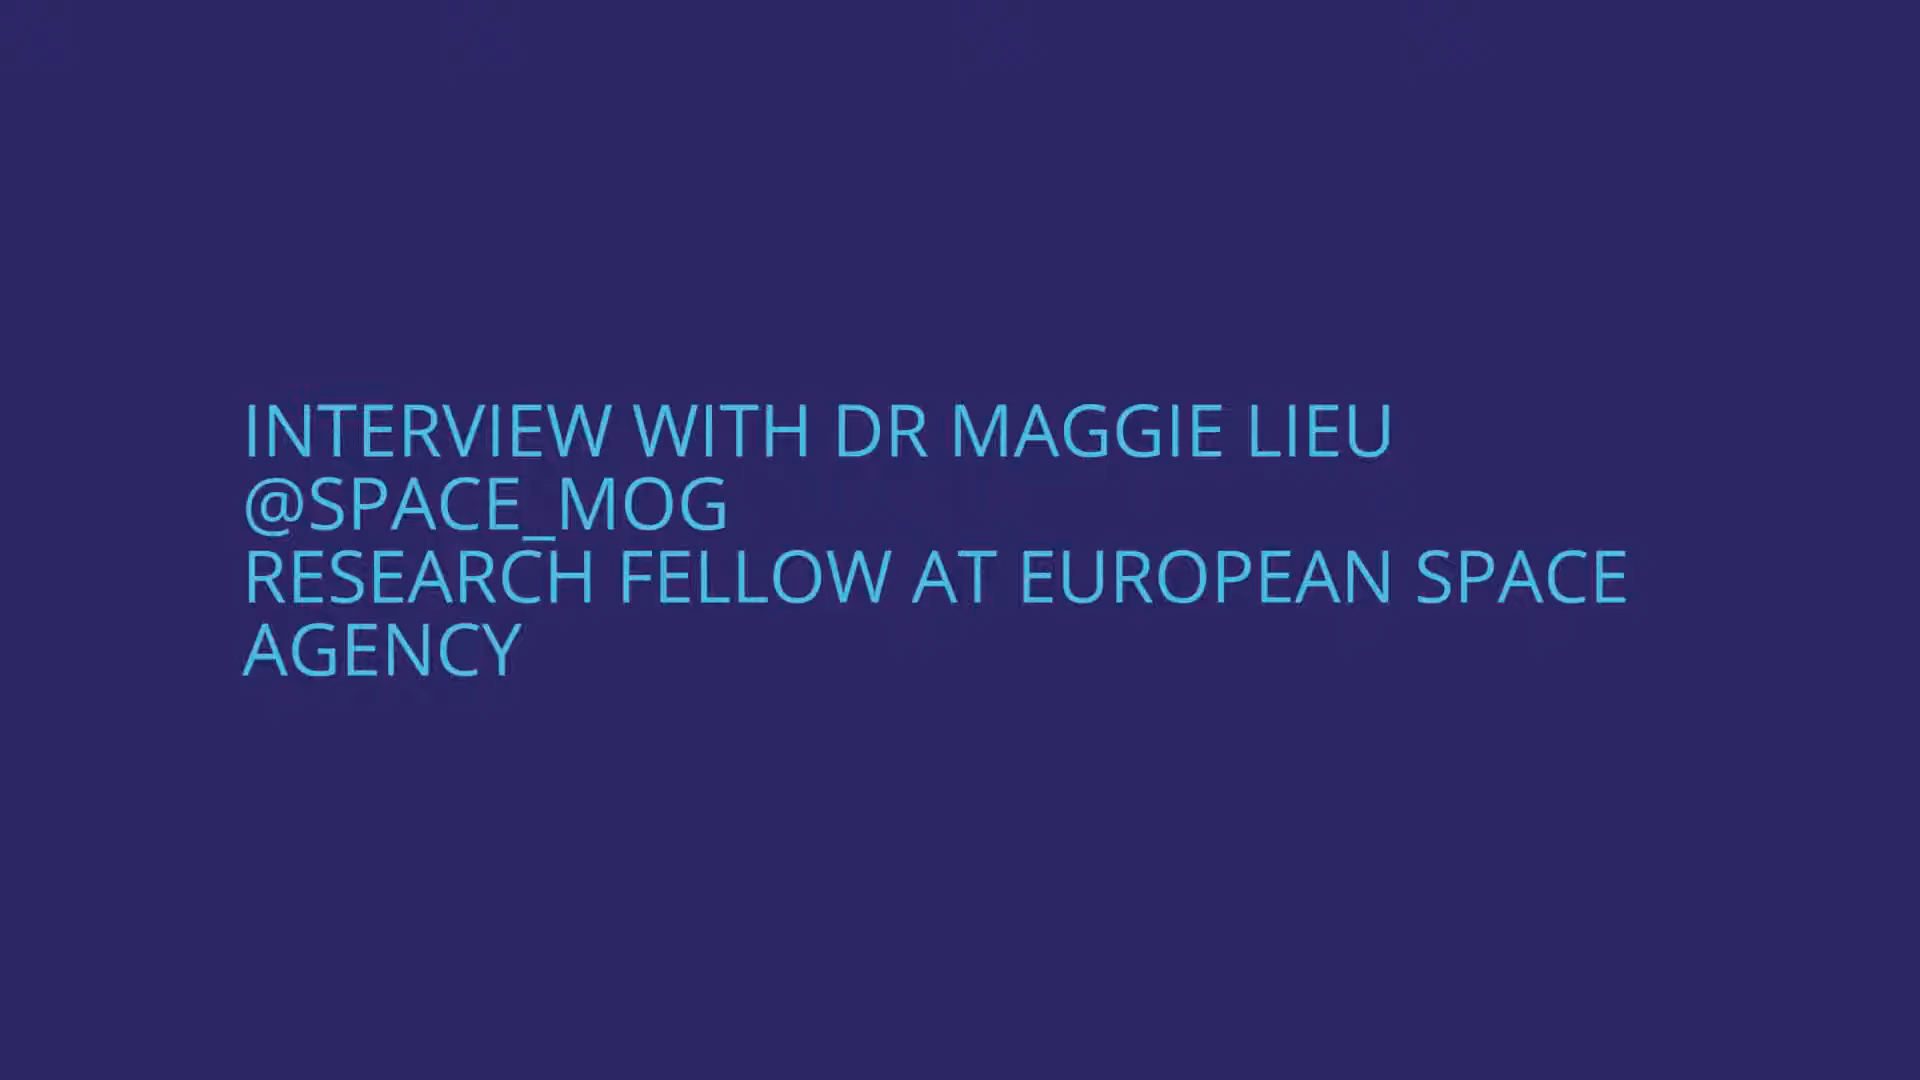 INTERVIEW WITH DR MAGGIE LIEU
@SPACE_MOG
RESEARCH FELLOW AT EUROPEAN SPACE
AGENCY